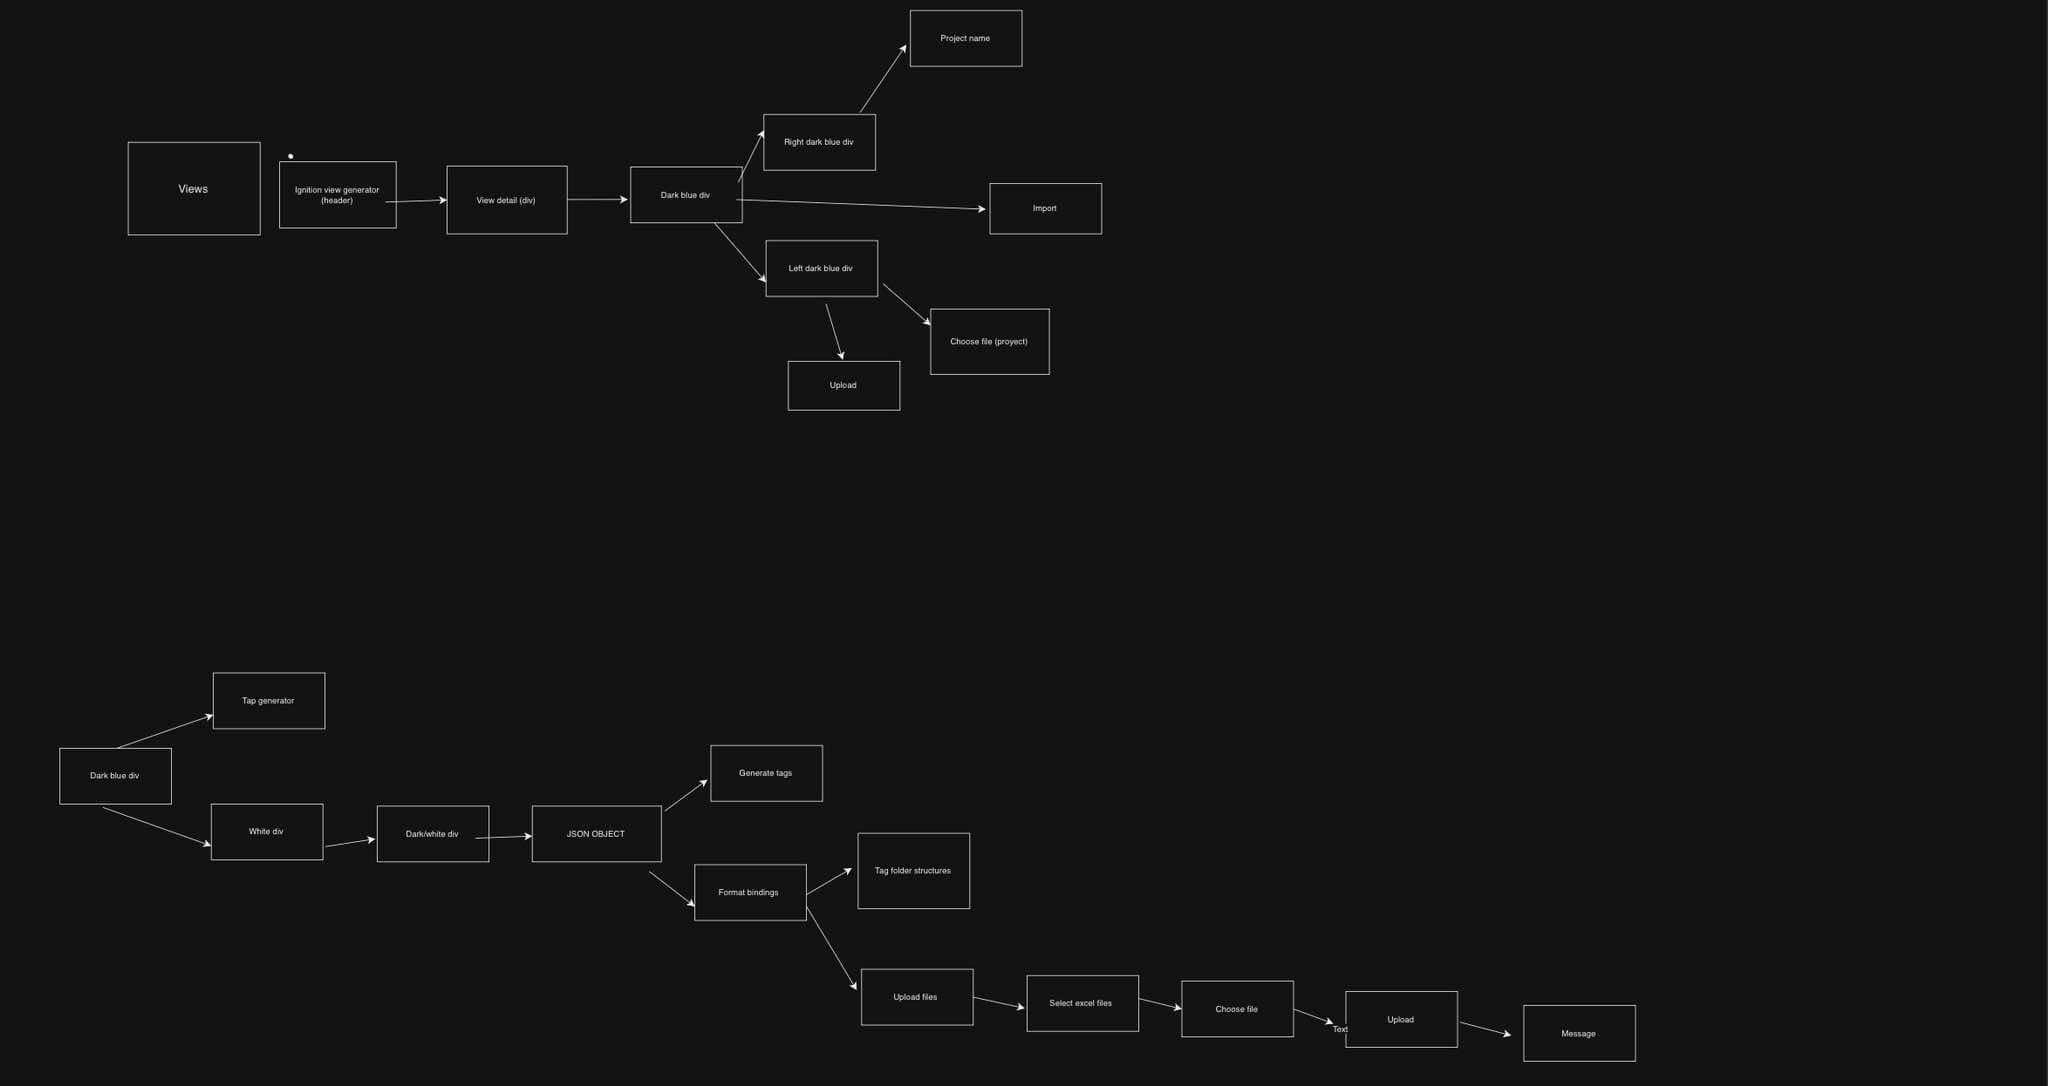 Project name
Right dark blue div
Views
Ignition view generator
(header)
View detail (div)
Dark blue div
Import
Left dark blue div
Choose file (proyect)
Upload
Tap generator
Dark blue div
White div
Dark/white div
JSON OBJECT
Generate tags
Format bindings
Tag folder structures
Upload files
Select excel files
Choose file
Text
Upload
Message